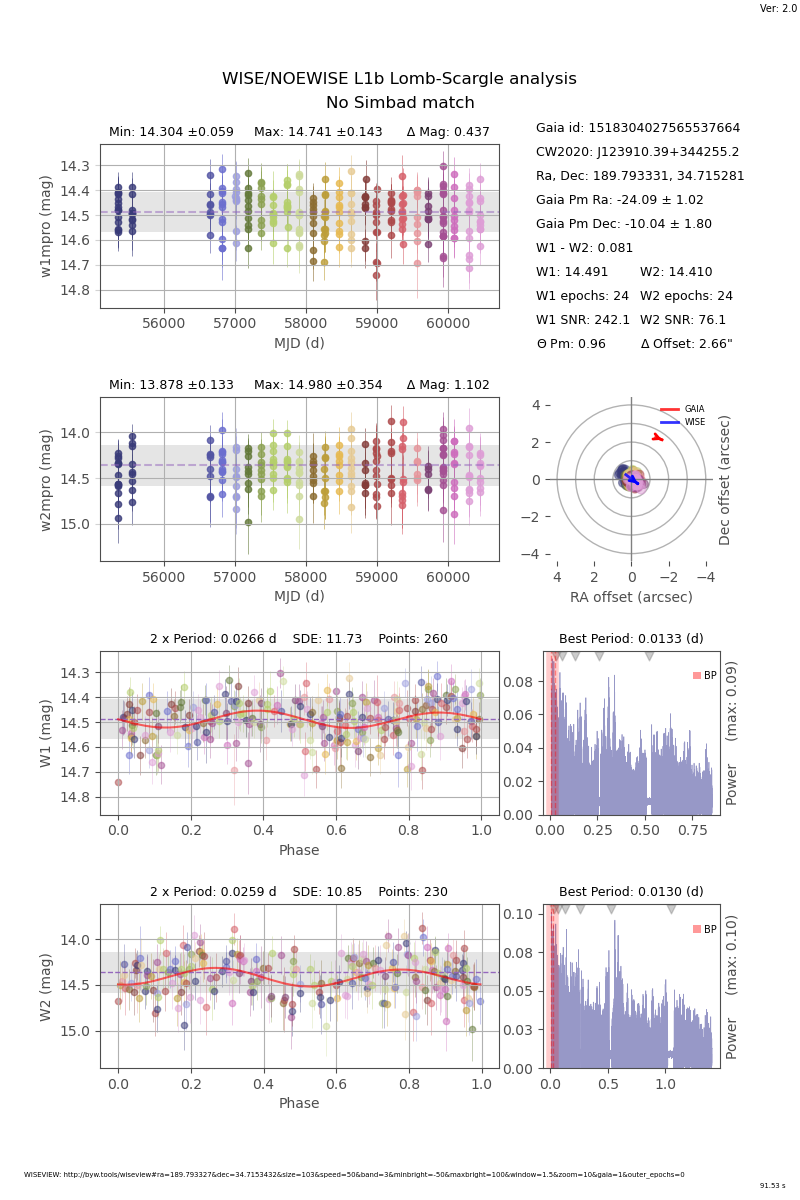 Ver: 2.0
WISE/NOEWISE L1b Lomb-Scargle analysis
No Simbad match
Min: 14.304 ±0.059 Max: 14.741 ±0.143 Δ Mag: 0.437
14.3
14.4
14.5
14.6
14.7
14.8
w1mpro (mag)
56000 57000 58000 59000 60000
MJD (d)
Gaia id: 1518304027565537664
CW2020: J123910.39+344255.2
Ra, Dec: 189.793331, 34.715281
Gaia Pm Ra: -24.09 ± 1.02
Gaia Pm Dec: -10.04 ± 1.80
W1 - W2: 0.081
W1: 14.491 W2: 14.410
W1 epochs: 24 W2 epochs: 24
W1 SNR: 242.1 W2 SNR: 76.1
Θ Pm: 0.96 Δ Offset: 2.66"
Min: 13.878 ±0.133 Max: 14.980 ±0.354 Δ Mag: 1.102
14.0
14.5
15.0
w2mpro (mag)
56000 57000 58000 59000 60000
MJD (d)
GAIA
WISE
4
2
0
−2
−4
4 2 0 −2 −4
RA offset (arcsec)
Dec offset (arcsec)
2 x Period: 0.0266 d SDE: 11.73 Points: 260
14.3
14.4
14.5
14.6
14.7
14.8
W1 (mag)
0.0 0.2 0.4 0.6 0.8 1.0
Phase
Best Period: 0.0133 (d)
BP
0.08
0.06
0.04
0.02
0.00
0.00 0.25 0.50 0.75
Power (max: 0.09)
2 x Period: 0.0259 d SDE: 10.85 Points: 230
14.0
14.5
15.0
W2 (mag)
0.0 0.2 0.4 0.6 0.8 1.0
Phase
Best Period: 0.0130 (d)
BP
0.10
0.08
0.05
0.03
0.00
0.0 0.5 1.0
Power (max: 0.10)
WISEVIEW: http://byw.tools/wiseview#ra=189.793327&dec=34.7153432&size=103&speed=50&band=3&minbright=-50&maxbright=100&window=1.5&zoom=10&gaia=1&outer_epochs=0
91.53 s